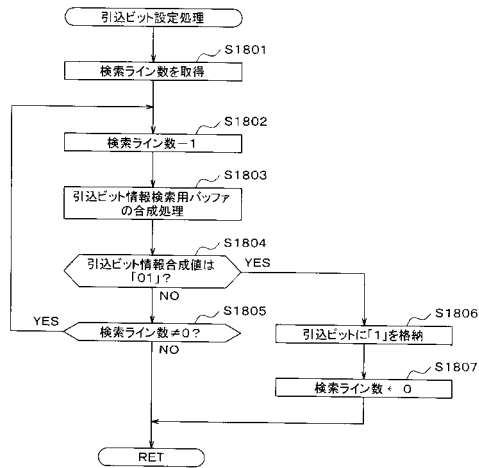 引込ビット設定処理
S1801
検索ライン数を取得
S1802
検索ライン数－1
S1803
引込ビット情報検索用バッファ
の合成処理
S1804
引込ビット情報合成値は
「01」？
YES
NO
S1805
YES
検索ライン数≠0？
NO
S1806
引込ビットに「1」を格納
S1807
検索ライン数← 0
RET